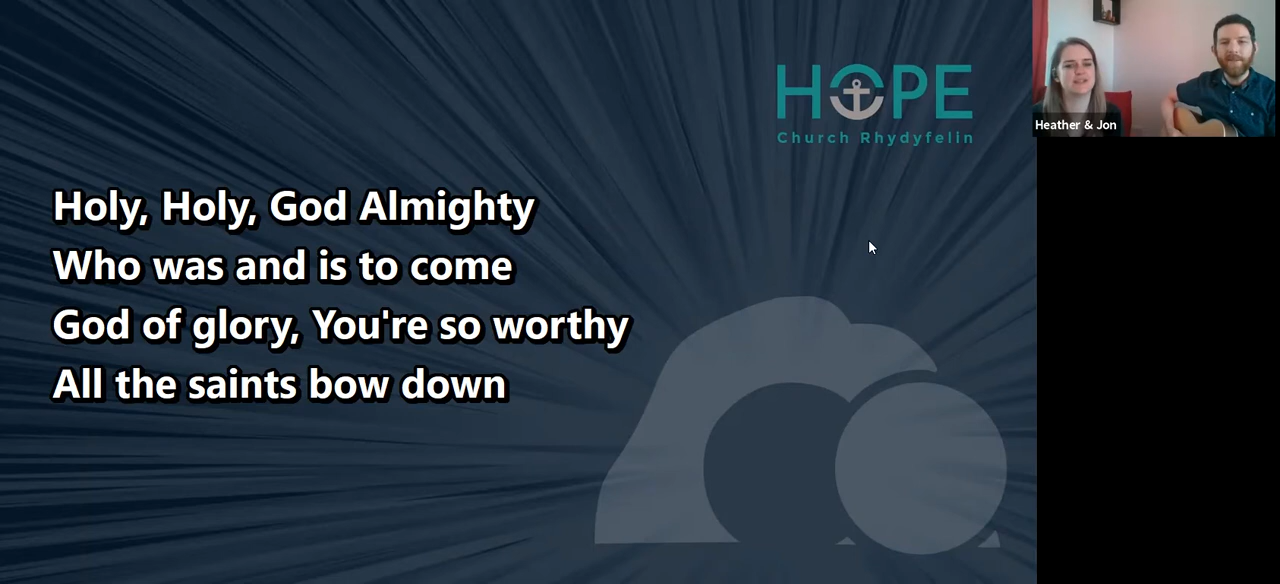 HOPE
Church Rhydyfelin
Heather & Jon
Holy, Holy, God Almighty
Who was and is to come
God of glory, You're so worthy
All the saints bow down